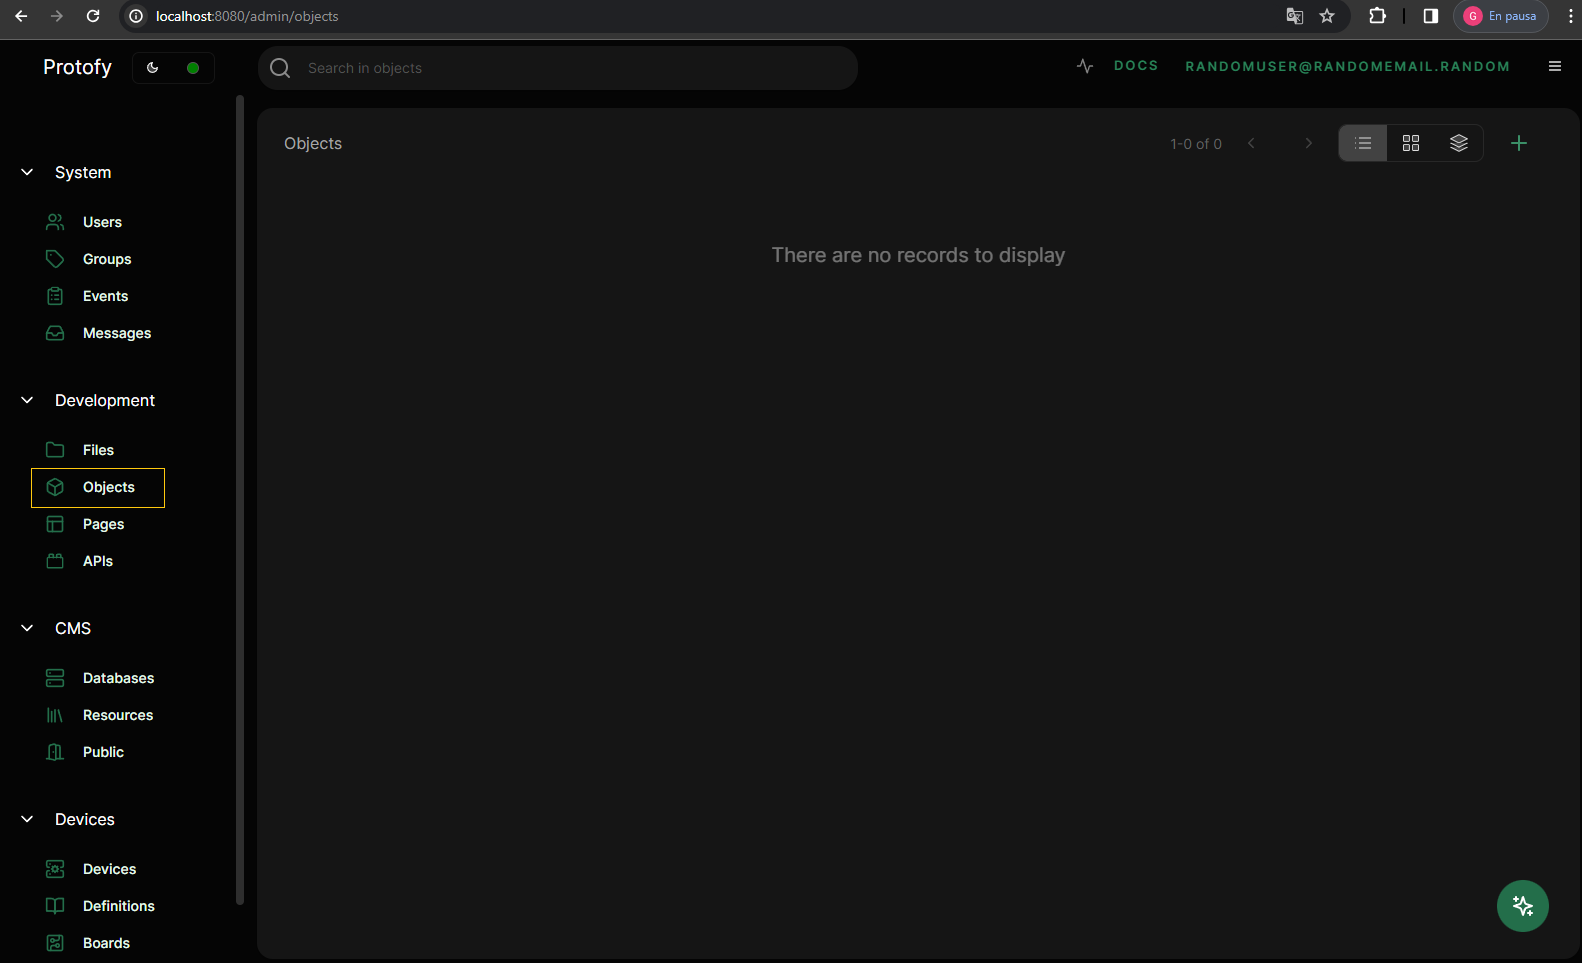 localhost:8080/admin/objects
G En pausa
Protofy
Search in objects
DOCS
RANDOMUSER@RANDOMEMAIL.RANDOM
Objects
1-0 of 0
There are no records to display
System
Users
Groups
Events
Messages
Development
Files
Objects
Pages
APIs
CMS
Databases
Resources
Public
Devices
Devices
Definitions
Boards